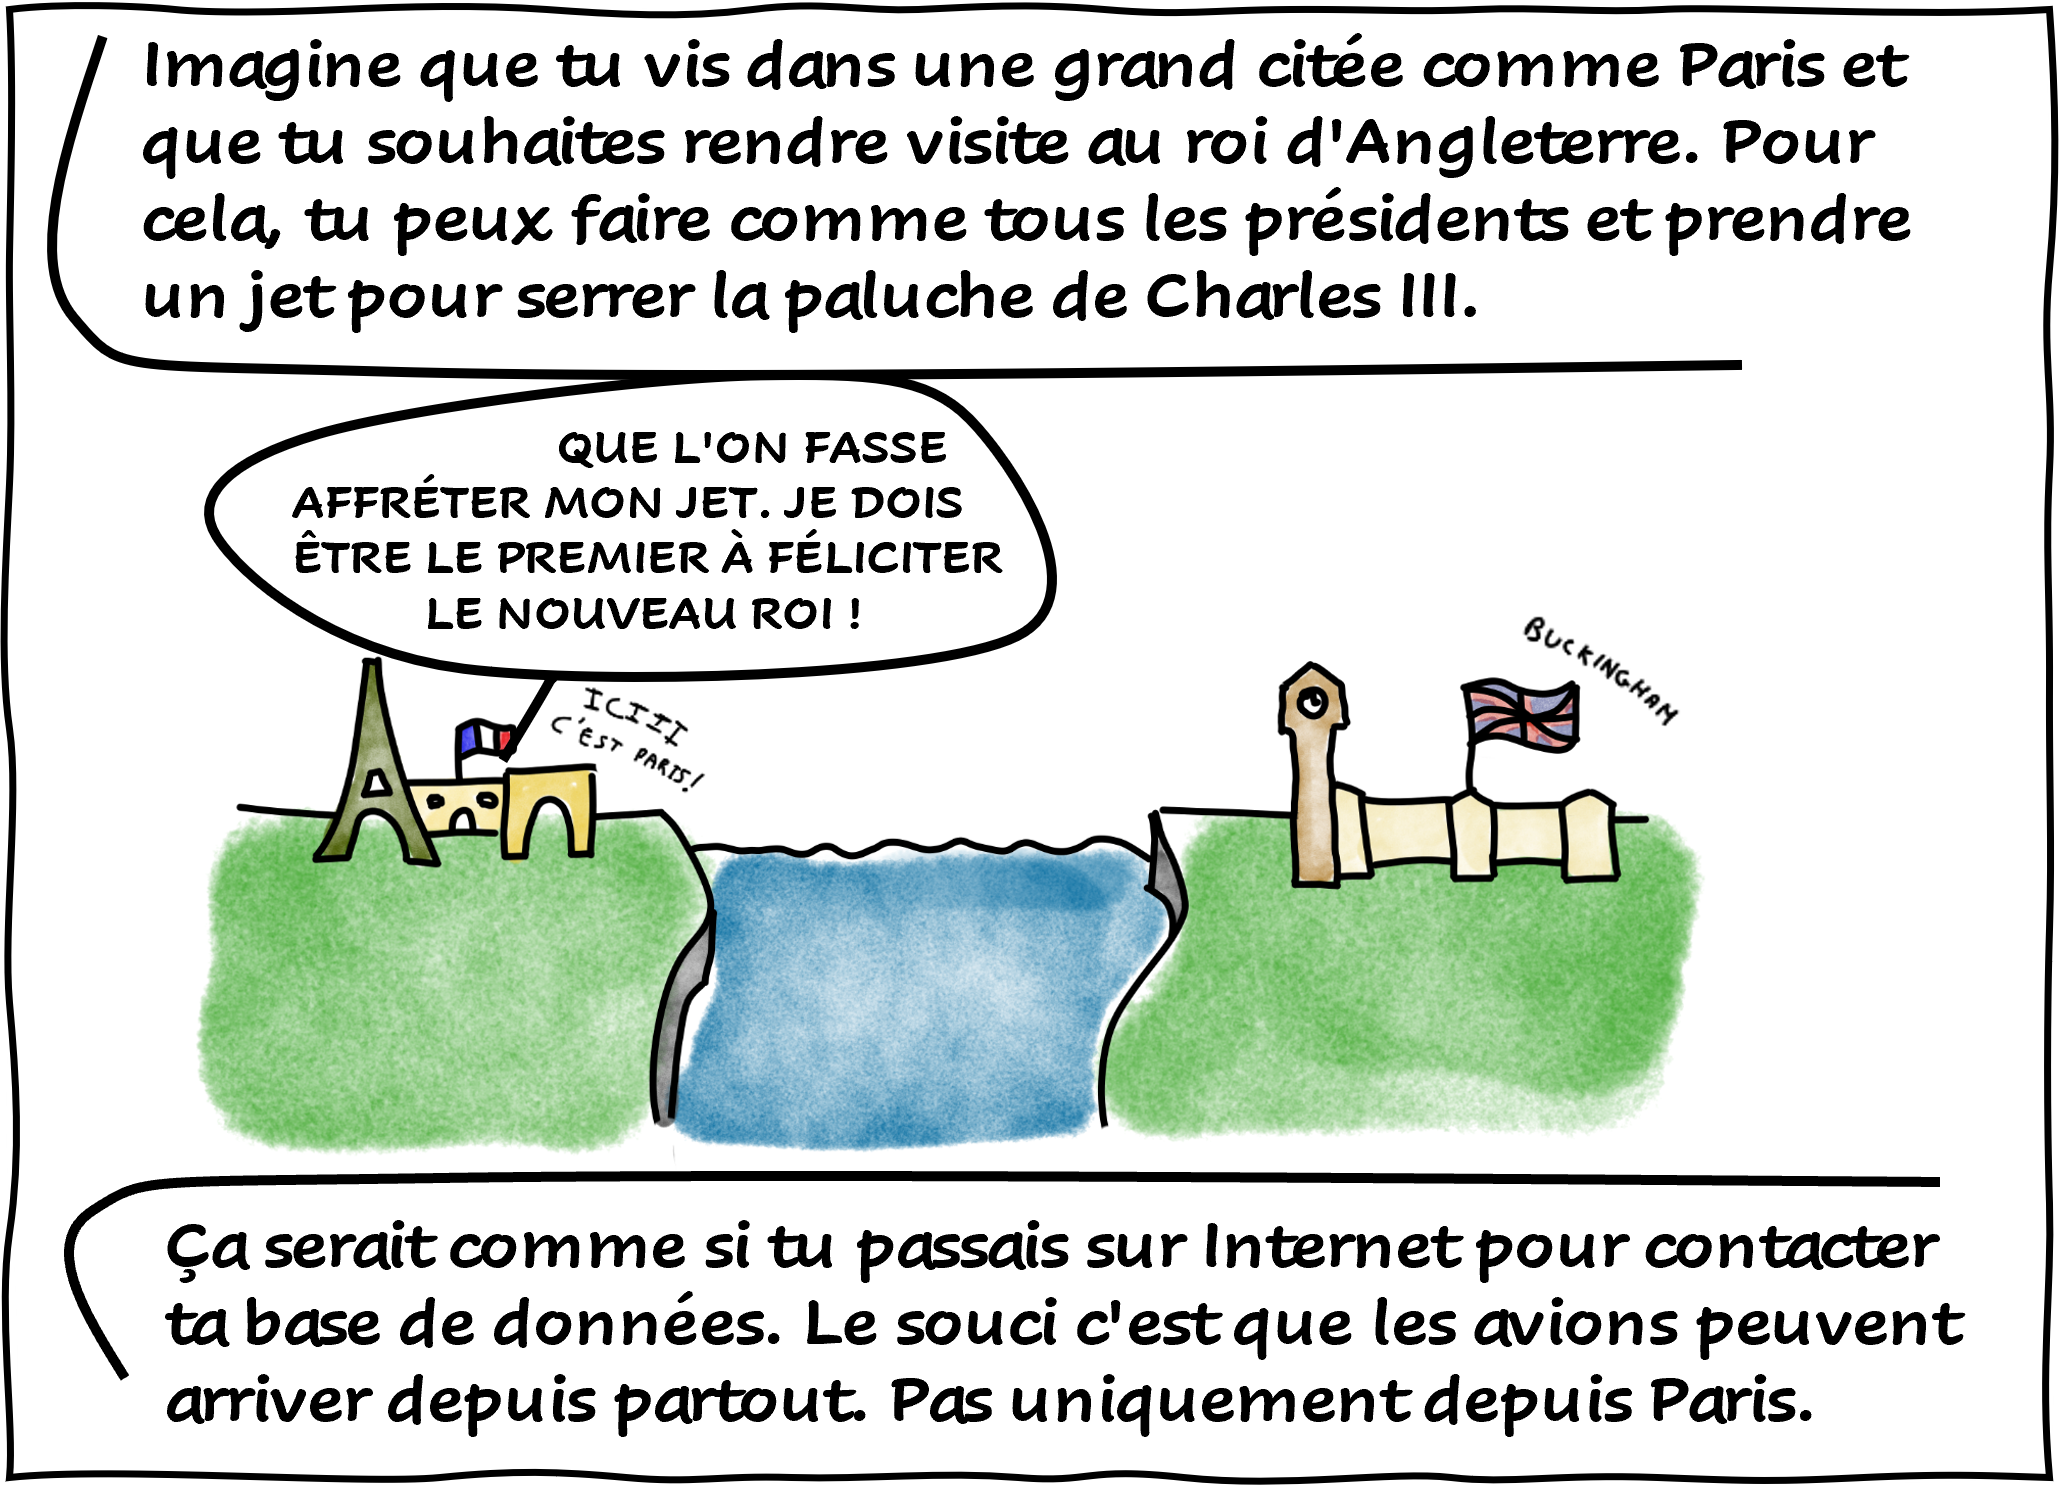 Imagine que tu vis dans une grand citée comme Paris et
que tu souhaites rendre visite au roi d'Angleterre. Pour
cela, tu peux faire comme tous les présidents et prendre
un jet pour serrer la paluche de Charles III.
QUE L'ON FASSE
AFFRÉTER MON JET. JE DOIS
ÊTRE LE PREMIER À FÉLICITER
LE NOUVEAU ROI !
ICIII
C'EST PARIS!
BUCKINGHAM
Ça serait comme si tu passais sur Internet pour contacter
ta base de données. Le souci c'est que les avions peuvent
arriver depuis partout. Pas uniquement depuis Paris.